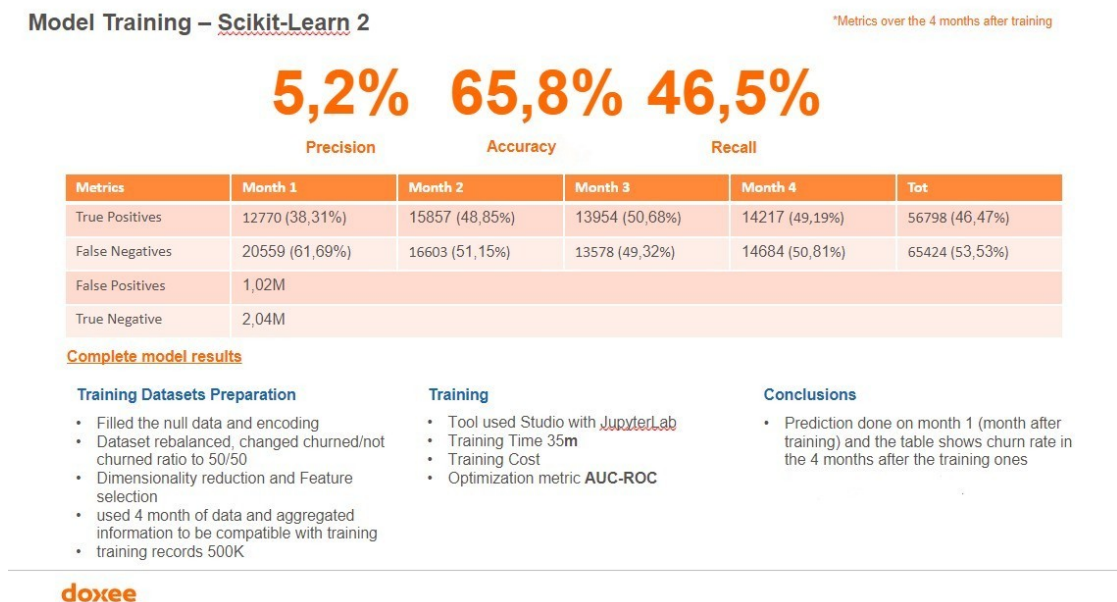 Model Training – Scikit-Learn 2
*Metrics over the 4 months after training
5,2% 65,8% 46,5%
Precision Accuracy Recall
Metrics Month 1 Month 2 Month 3 Month 4 Tot
True Positives 12770 (38,31%) 15857 (48,85%) 13954 (50,68%) 14217 (49,19%) 56798 (46,47%)
False Negatives 20559 (61,69%) 16603 (51,15%) 13578 (49,32%) 14684 (50,81%) 65424 (53,53%)
False Positives 1,02M
True Negative 2,04M
Complete model results
Training Datasets Preparation
• Filled the null data and encoding
• Dataset rebalanced, changed churned/not
churned ratio to 50/50
• Dimensionality reduction and Feature
selection
• used 4 month of data and aggregated
information to be compatible with training
• training records 500K
Training
• Tool used Studio with JupyterLab
• Training Time 35m
• Training Cost
• Optimization metric AUC-ROC
Conclusions
• Prediction done on month 1 (month after
training) and the table shows churn rate in
the 4 months after the training ones
doxee